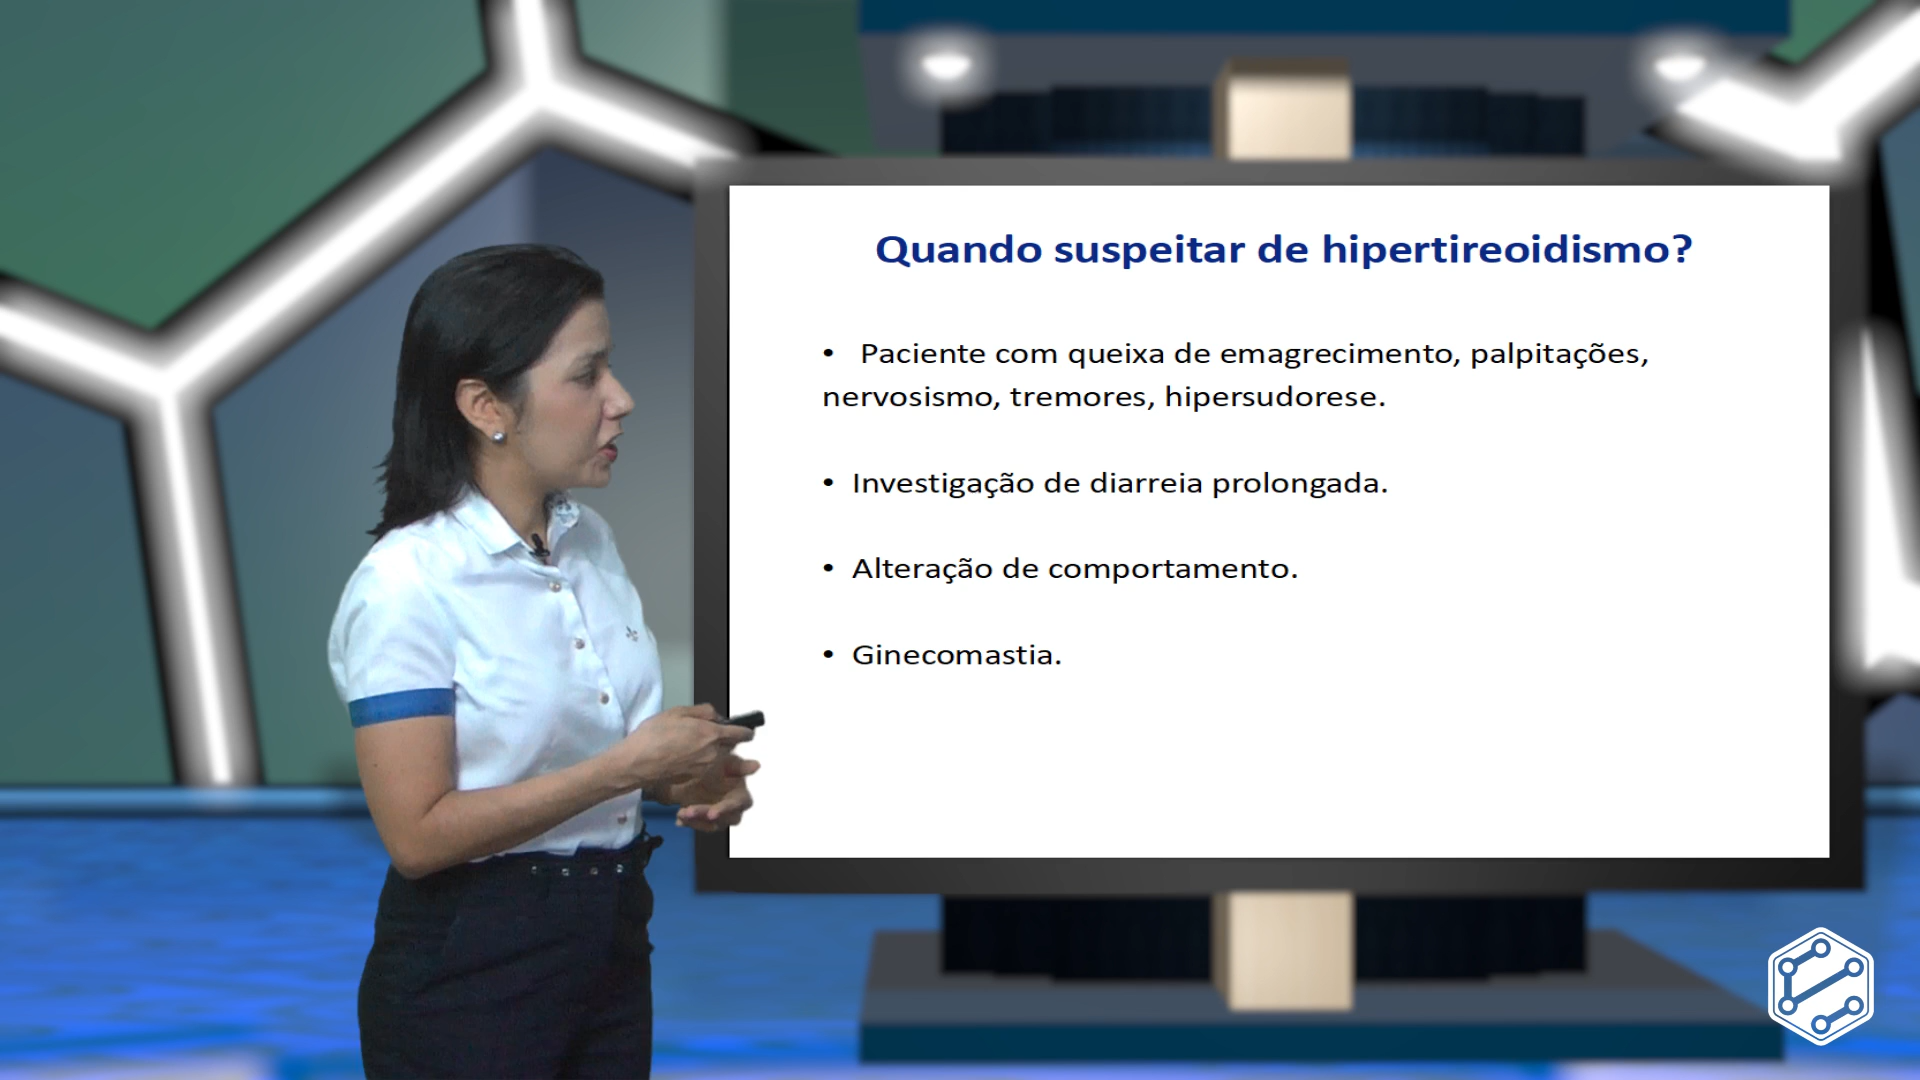 Quando suspeitar de hipertireoidismo?
• Paciente com queixa de emagrecimento, palpitações,
nervosismo, tremores, hipersudorese.
• Investigação de diarreia prolongada.
• Alteração de comportamento.
• Ginecomastia.